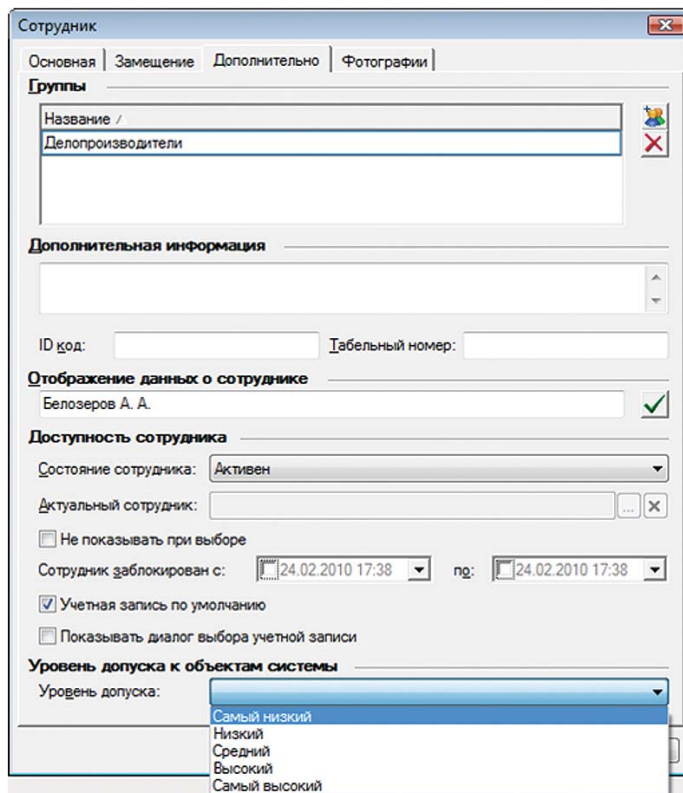 Сотрудник
Основная Замещение Дополнительно Фотографии
Группы
Название /
Делопроизводители
Дополнительная информация
ID код: Табельный номер:
Отображение данных о сотруднике
Белозеров А. А.
Доступность сотрудника
Состояние сотрудника: Активен
Актуальный сотрудник: ...
Не показывать при выборе
Сотрудник заблокирован с: 24.02.2010 17:38 по: 24.02.2010 17:38
Учетная запись по умолчанию
Показывать диалог выбора учетной записи
Уровень допуска к объектам системы
Уровень допуска:
Самый низкий
Низкий
Средний
Высокий
Самый высокий